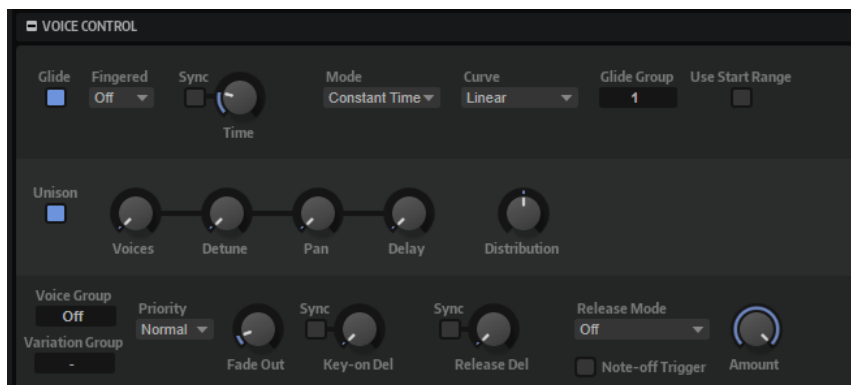 VOICE CONTROL
Glide Fingered Sync Mode Curve Glide Group Use Start Range
Off Constant Time Linear 1
Time
Unison
Voices Detune Pan Delay Distribution
Voice Group
Off
Priority
Normal
Sync
Sync
Release Mode
Off
Variation Group
-
Fade Out Key-on Del Release Del Note-off Trigger Amount